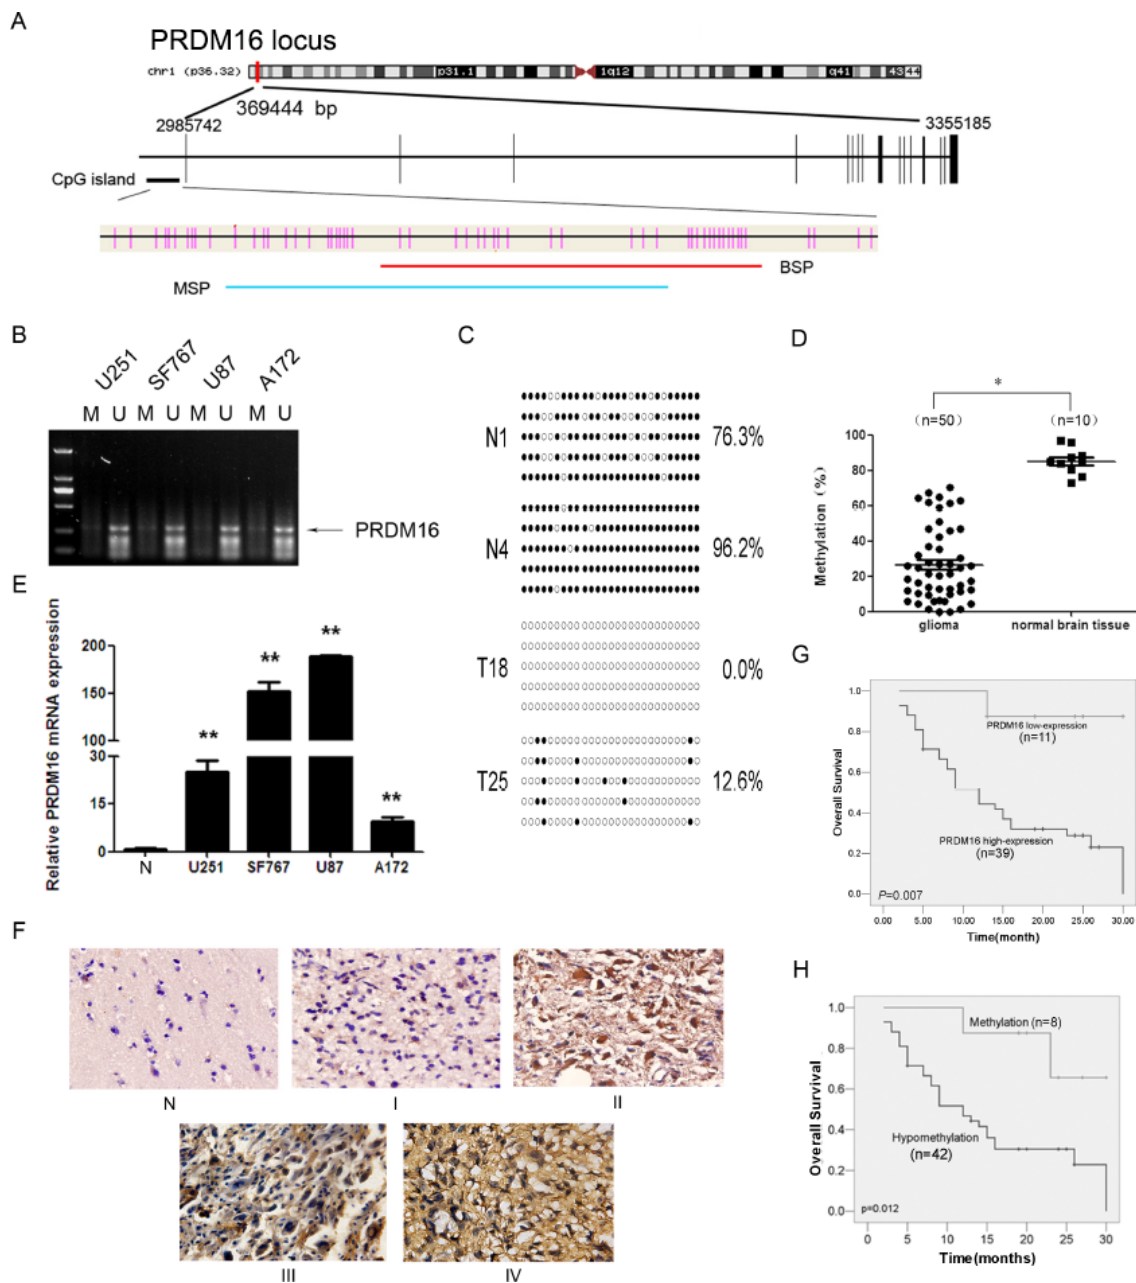 A
PRDM16 locus
chr1 (p36.32)
p31.1
1q12
q41
43
44
369444 bp
2985742
3355185
CpG island
BSP
MSP
B
U251
SF767
U87
A172
M U M U M U M U
PRDM16
C
N1
76.3%
N4
96.2%
T18
0.0%
T25
12.6%
D
*
(n=50)
(n=10)
Methylation (%)
100
80
60
40
20
0
glioma
normal brain tissue
E
Relative PRDM16 mRNA expression
200
150
100
30
15
0
**
**
**
**
N
U251
SF767
U87
A172
F
N
I
II
III
IV
G
Overall Survival
1.0
0.8
0.6
0.4
0.2
0.0
PRDM16 low-expression
(n=11)
PRDM16 high-expression
(n=39)
P=0.007
0.00 5.00 10.00 15.00 20.00 25.00 30.00
Time(month)
H
Overall Survival
1.0
0.8
0.6
0.4
0.2
0.0
Methylation (n=8)
Hypomethylation
(n=42)
p=0.012
0 5 10 15 20 25 30
Time(months)